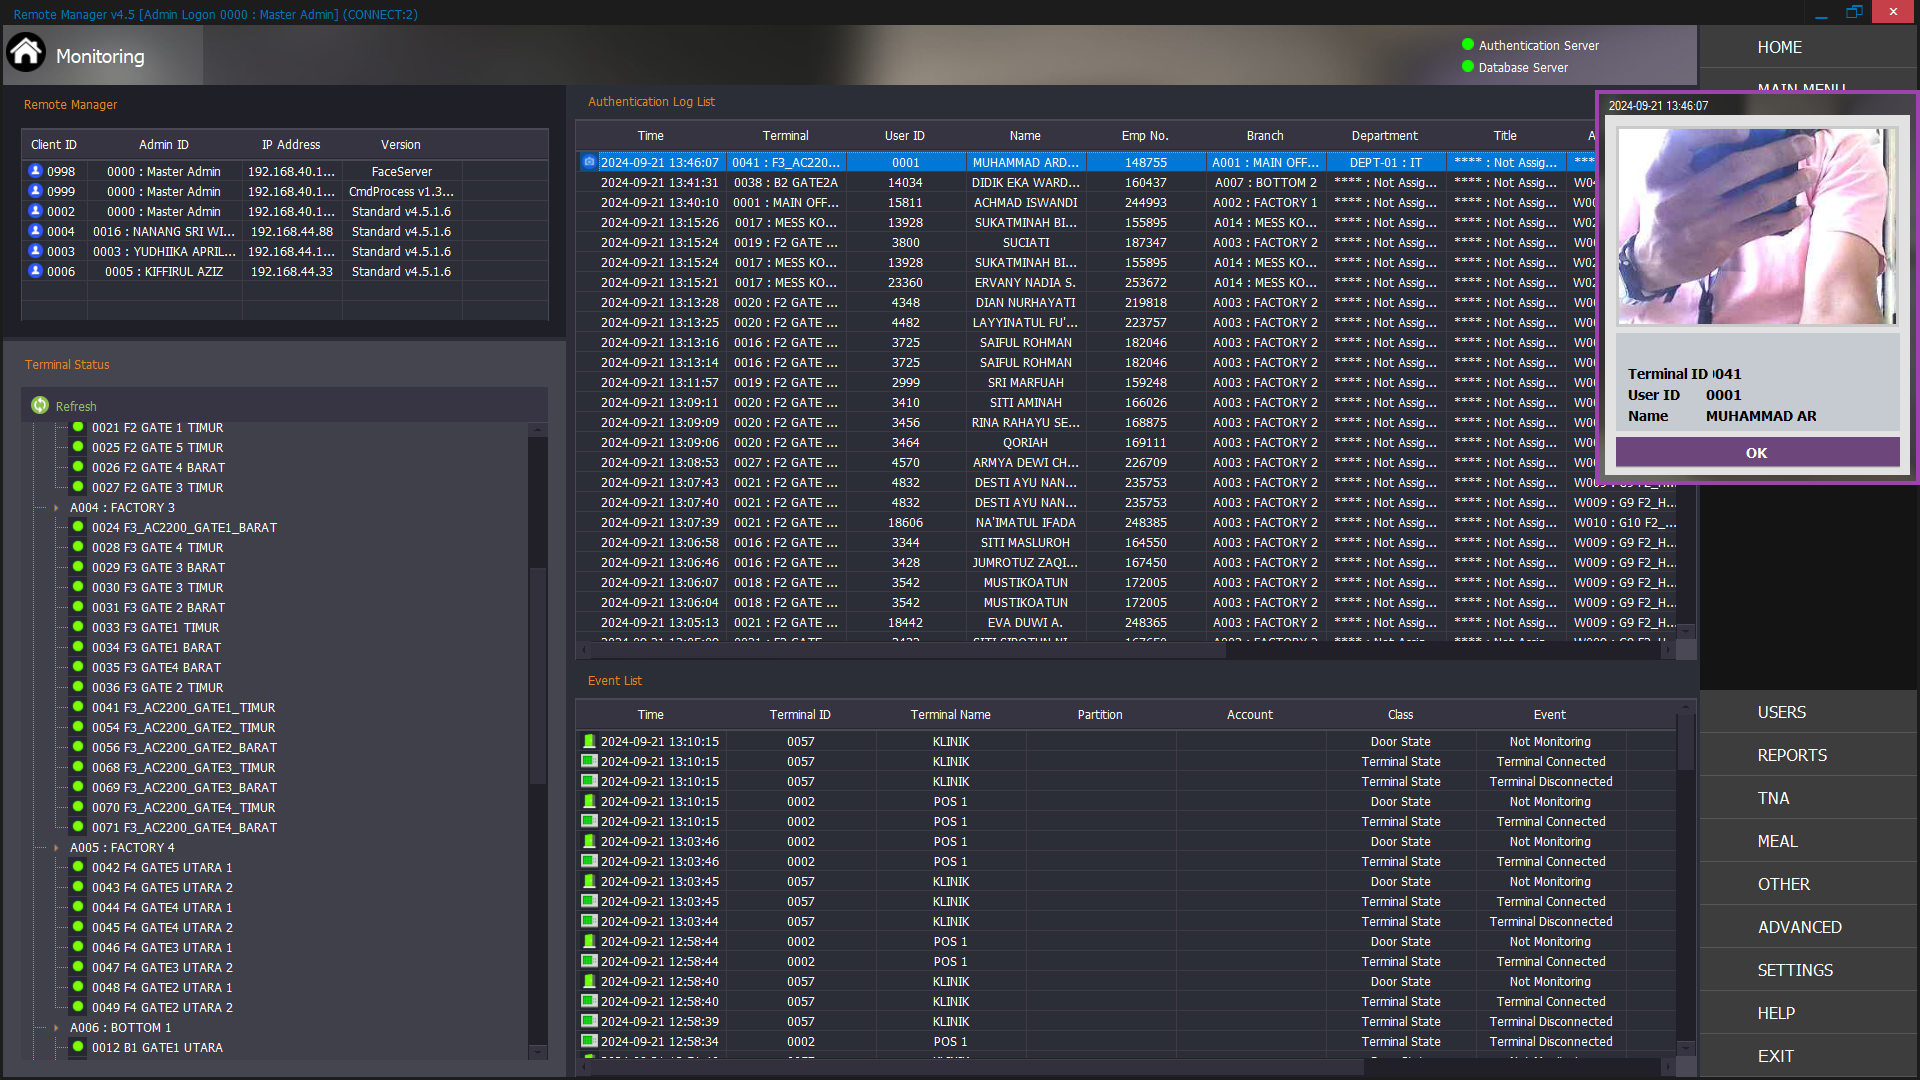 Remote Manager v4.5 [Admin Logon 0000 : Master Admin] (CONNECT:2)
Monitoring
Authentication Server
Database Server
HOME
MAIN MENU
Remote Manager
Client ID Admin ID IP Address Version
0998 0000 : Master Admin 192.168.40.1... FaceServer
0999 0000 : Master Admin 192.168.40.1... CmdProcess v1.3...
0002 0000 : Master Admin 192.168.40.1... Standard v4.5.1.6
0004 0016 : NANANG SRI WI... 192.168.44.88 Standard v4.5.1.6
0003 0003 : YUDHIIKA APRIL... 192.168.44.1... Standard v4.5.1.6
0006 0005 : KIFFIRUL AZIZ 192.168.44.33 Standard v4.5.1.6
Terminal Status
Refresh
0021 F2 GATE 1 TIMUR
0025 F2 GATE 5 TIMUR
0026 F2 GATE 4 BARAT
0027 F2 GATE 3 TIMUR
A004 : FACTORY 3
0024 F3_AC2200_GATE1_BARAT
0028 F3 GATE 4 TIMUR
0029 F3 GATE 3 BARAT
0030 F3 GATE 3 TIMUR
0031 F3 GATE 2 BARAT
0033 F3 GATE1 TIMUR
0034 F3 GATE1 BARAT
0035 F3 GATE4 BARAT
0036 F3 GATE 2 TIMUR
0041 F3_AC2200_GATE1_TIMUR
0054 F3_AC2200_GATE2_TIMUR
0056 F3_AC2200_GATE2_BARAT
0068 F3_AC2200_GATE3_TIMUR
0069 F3_AC2200_GATE3_BARAT
0070 F3_AC2200_GATE4_TIMUR
0071 F3_AC2200_GATE4_BARAT
A005 : FACTORY 4
0042 F4 GATE5 UTARA 1
0043 F4 GATE5 UTARA 2
0044 F4 GATE4 UTARA 1
0045 F4 GATE4 UTARA 2
0046 F4 GATE3 UTARA 1
0047 F4 GATE3 UTARA 2
0048 F4 GATE2 UTARA 1
0049 F4 GATE2 UTARA 2
A006 : BOTTOM 1
0012 B1 GATE1 UTARA
Authentication Log List
Time Terminal User ID Name Emp No. Branch Department Title A
2024-09-21 13:46:07 0041 : F3_AC220... 0001 MUHAMMAD ARD... 148755 A001 : MAIN OFF... DEPT-01 : IT **** : Not Assig... ***
2024-09-21 13:41:31 0038 : B2 GATE2A 14034 DIDIK EKA WARD... 160437 A007 : BOTTOM 2 **** : Not Assig... **** : Not Assig...
2024-09-21 13:40:10 0001 : MAIN OFF... 15811 ACHMAD ISWANDI 244993 A002 : FACTORY 1 **** : Not Assig... **** : Not Assig...
2024-09-21 13:15:26 0017 : MESS KO... 13928 SUKATMINAH BI... 155895 A014 : MESS KO... **** : Not Assig... **** : Not Assig...
2024-09-21 13:15:24 0019 : F2 GATE ... 3800 SUCIATI 187347 A003 : FACTORY 2 **** : Not Assig... **** : Not Assig...
2024-09-21 13:15:24 0017 : MESS KO... 13928 SUKATMINAH BI... 155895 A014 : MESS KO... **** : Not Assig... **** : Not Assig...
2024-09-21 13:15:21 0017 : MESS KO... 23360 ERVANY NADIA S. 253672 A014 : MESS KO... **** : Not Assig... **** : Not Assig...
2024-09-21 13:13:28 0020 : F2 GATE ... 4348 DIAN NURHAYATI 219818 A003 : FACTORY 2 **** : Not Assig... **** : Not Assig...
2024-09-21 13:13:25 0020 : F2 GATE ... 4482 LAYYINATUL FU'... 223757 A003 : FACTORY 2 **** : Not Assig... **** : Not Assig...
2024-09-21 13:13:16 0016 : F2 GATE ... 3725 SAIFUL ROHMAN 182046 A003 : FACTORY 2 **** : Not Assig... **** : Not Assig...
2024-09-21 13:13:14 0016 : F2 GATE ... 3725 SAIFUL ROHMAN 182046 A003 : FACTORY 2 **** : Not Assig... **** : Not Assig...
2024-09-21 13:11:57 0019 : F2 GATE ... 2999 SRI MARFUAH 159248 A003 : FACTORY 2 **** : Not Assig... **** : Not Assig...
2024-09-21 13:09:11 0020 : F2 GATE ... 3410 SITI AMINAH 166026 A003 : FACTORY 2 **** : Not Assig... **** : Not Assig...
2024-09-21 13:09:09 0020 : F2 GATE ... 3456 RINA RAHAYU SE... 168875 A003 : FACTORY 2 **** : Not Assig... **** : Not Assig...
2024-09-21 13:09:06 0020 : F2 GATE ... 3464 QORIAH 169111 A003 : FACTORY 2 **** : Not Assig... **** : Not Assig...
2024-09-21 13:08:53 0027 : F2 GATE ... 4570 ARMYA DEWI CH... 226709 A003 : FACTORY 2 **** : Not Assig... **** : Not Assig...
2024-09-21 13:07:43 0021 : F2 GATE ... 4832 DESTI AYU NAN... 235753 A003 : FACTORY 2 **** : Not Assig... **** : Not Assig... W009 : G9 F2_H...
2024-09-21 13:07:40 0021 : F2 GATE ... 4832 DESTI AYU NAN... 235753 A003 : FACTORY 2 **** : Not Assig... **** : Not Assig... W009 : G9 F2_H...
2024-09-21 13:07:39 0021 : F2 GATE ... 18606 NA'IMATUL IFADA 248385 A003 : FACTORY 2 **** : Not Assig... **** : Not Assig... W010 : G10 F2_...
2024-09-21 13:06:58 0016 : F2 GATE ... 3344 SITI MASLUROH 164550 A003 : FACTORY 2 **** : Not Assig... **** : Not Assig... W009 : G9 F2_H...
2024-09-21 13:06:46 0016 : F2 GATE ... 3428 JUMROTUZ ZAQI... 167450 A003 : FACTORY 2 **** : Not Assig... **** : Not Assig... W009 : G9 F2_H...
2024-09-21 13:06:07 0018 : F2 GATE ... 3542 MUSTIKOATUN 172005 A003 : FACTORY 2 **** : Not Assig... **** : Not Assig... W009 : G9 F2_H...
2024-09-21 13:06:04 0018 : F2 GATE ... 3542 MUSTIKOATUN 172005 A003 : FACTORY 2 **** : Not Assig... **** : Not Assig... W009 : G9 F2_H...
2024-09-21 13:05:13 0021 : F2 GATE ... 18442 EVA DUWI A. 248365 A003 : FACTORY 2 **** : Not Assig... **** : Not Assig... W009 : G9 F2_H...
2024-09-21 13:46:07
Terminal ID 0041
User ID 0001
Name MUHAMMAD AR
OK
Event List
Time Terminal ID Terminal Name Partition Account Class Event
2024-09-21 13:10:15 0057 KLINIK Door State Not Monitoring
2024-09-21 13:10:15 0057 KLINIK Terminal State Terminal Connected
2024-09-21 13:10:15 0057 KLINIK Terminal State Terminal Disconnected
2024-09-21 13:10:15 0002 POS 1 Door State Not Monitoring
2024-09-21 13:10:15 0002 POS 1 Terminal State Terminal Connected
2024-09-21 13:03:46 0002 POS 1 Door State Not Monitoring
2024-09-21 13:03:46 0002 POS 1 Terminal State Terminal Connected
2024-09-21 13:03:45 0057 KLINIK Door State Not Monitoring
2024-09-21 13:03:45 0057 KLINIK Terminal State Terminal Connected
2024-09-21 13:03:44 0057 KLINIK Terminal State Terminal Disconnected
2024-09-21 12:58:44 0002 POS 1 Door State Not Monitoring
2024-09-21 12:58:44 0002 POS 1 Terminal State Terminal Connected
2024-09-21 12:58:40 0057 KLINIK Door State Not Monitoring
2024-09-21 12:58:40 0057 KLINIK Terminal State Terminal Connected
2024-09-21 12:58:39 0057 KLINIK Terminal State Terminal Disconnected
2024-09-21 12:58:34 0002 POS 1 Terminal State Terminal Disconnected
USERS
REPORTS
TNA
MEAL
OTHER
ADVANCED
SETTINGS
HELP
EXIT